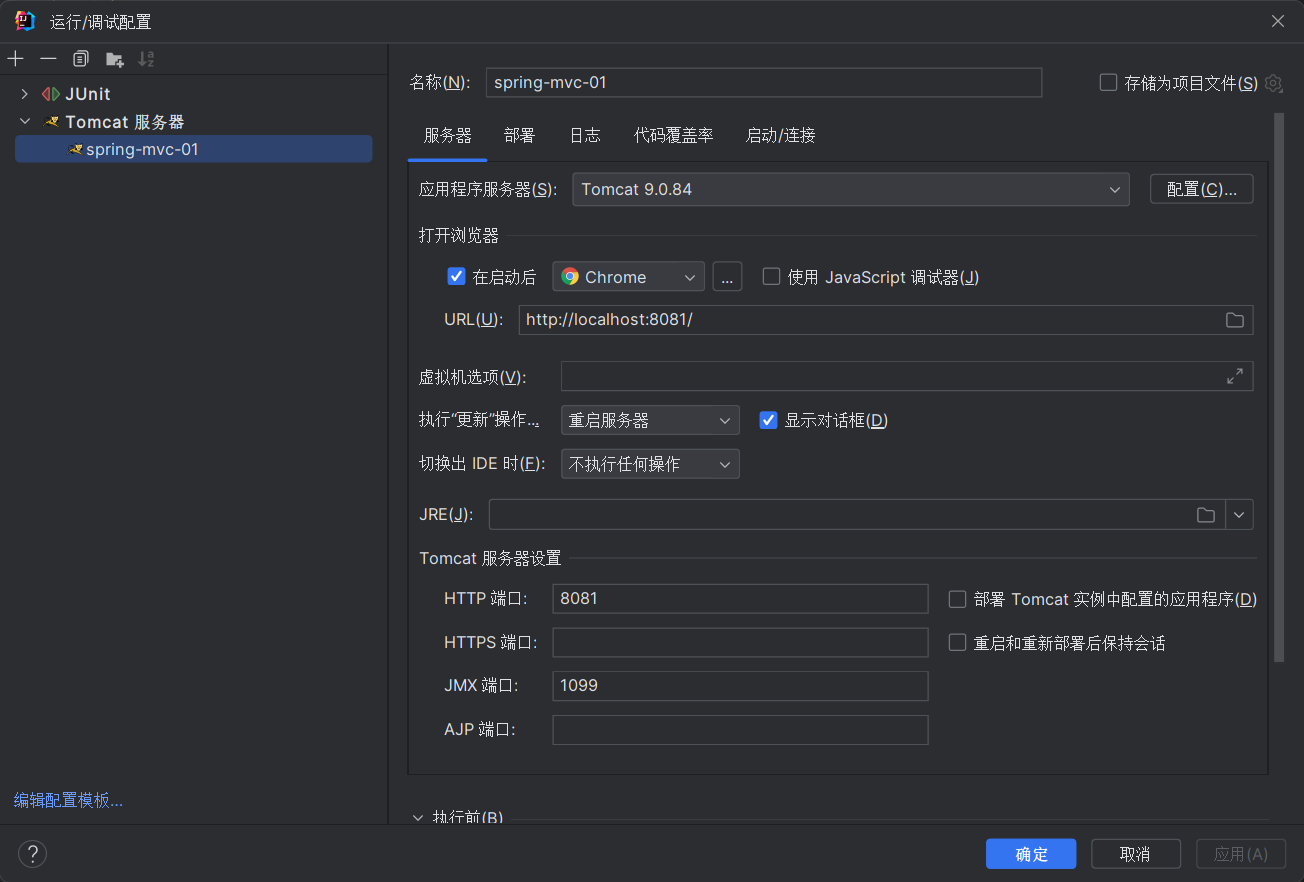 运行/调试配置
JUnit
Tomcat 服务器
spring-mvc-01
编辑配置模板...
名称(N): spring-mvc-01 存储为项目文件(S)
服务器 部署 日志 代码覆盖率 启动/连接
应用程序服务器(S): Tomcat 9.0.84 配置(C)...
打开浏览器
在启动后 Chrome ... 使用 JavaScript 调试器(J)
URL(U): http://localhost:8081/
虚拟机选项(V):
执行“更新”操作... 重启服务器 显示对话框(D)
切换出 IDE 时(F): 不执行任何操作
JRE(J):
Tomcat 服务器设置
HTTP 端口: 8081 部署 Tomcat 实例中配置的应用程序(D)
HTTPS 端口: 重启和重新部署后保持会话
JMX 端口: 1099
AJP 端口:
执行前(B)
? 确定 取消 应用(A)